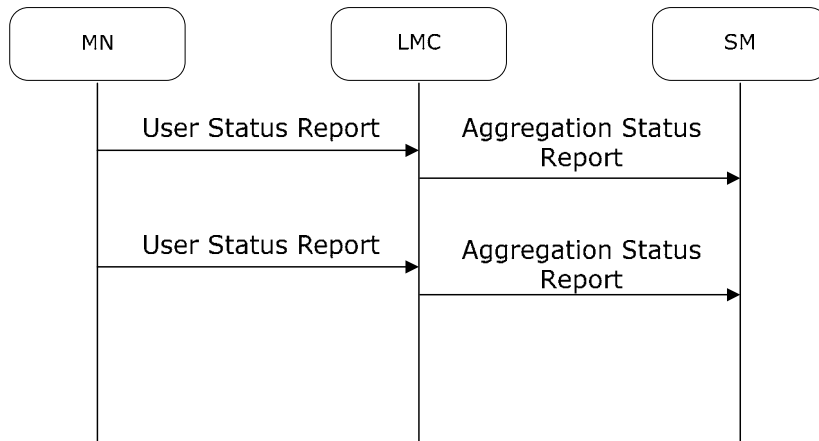 MN
LMC
SM
User Status Report
Aggregation Status
Report
User Status Report
Aggregation Status
Report